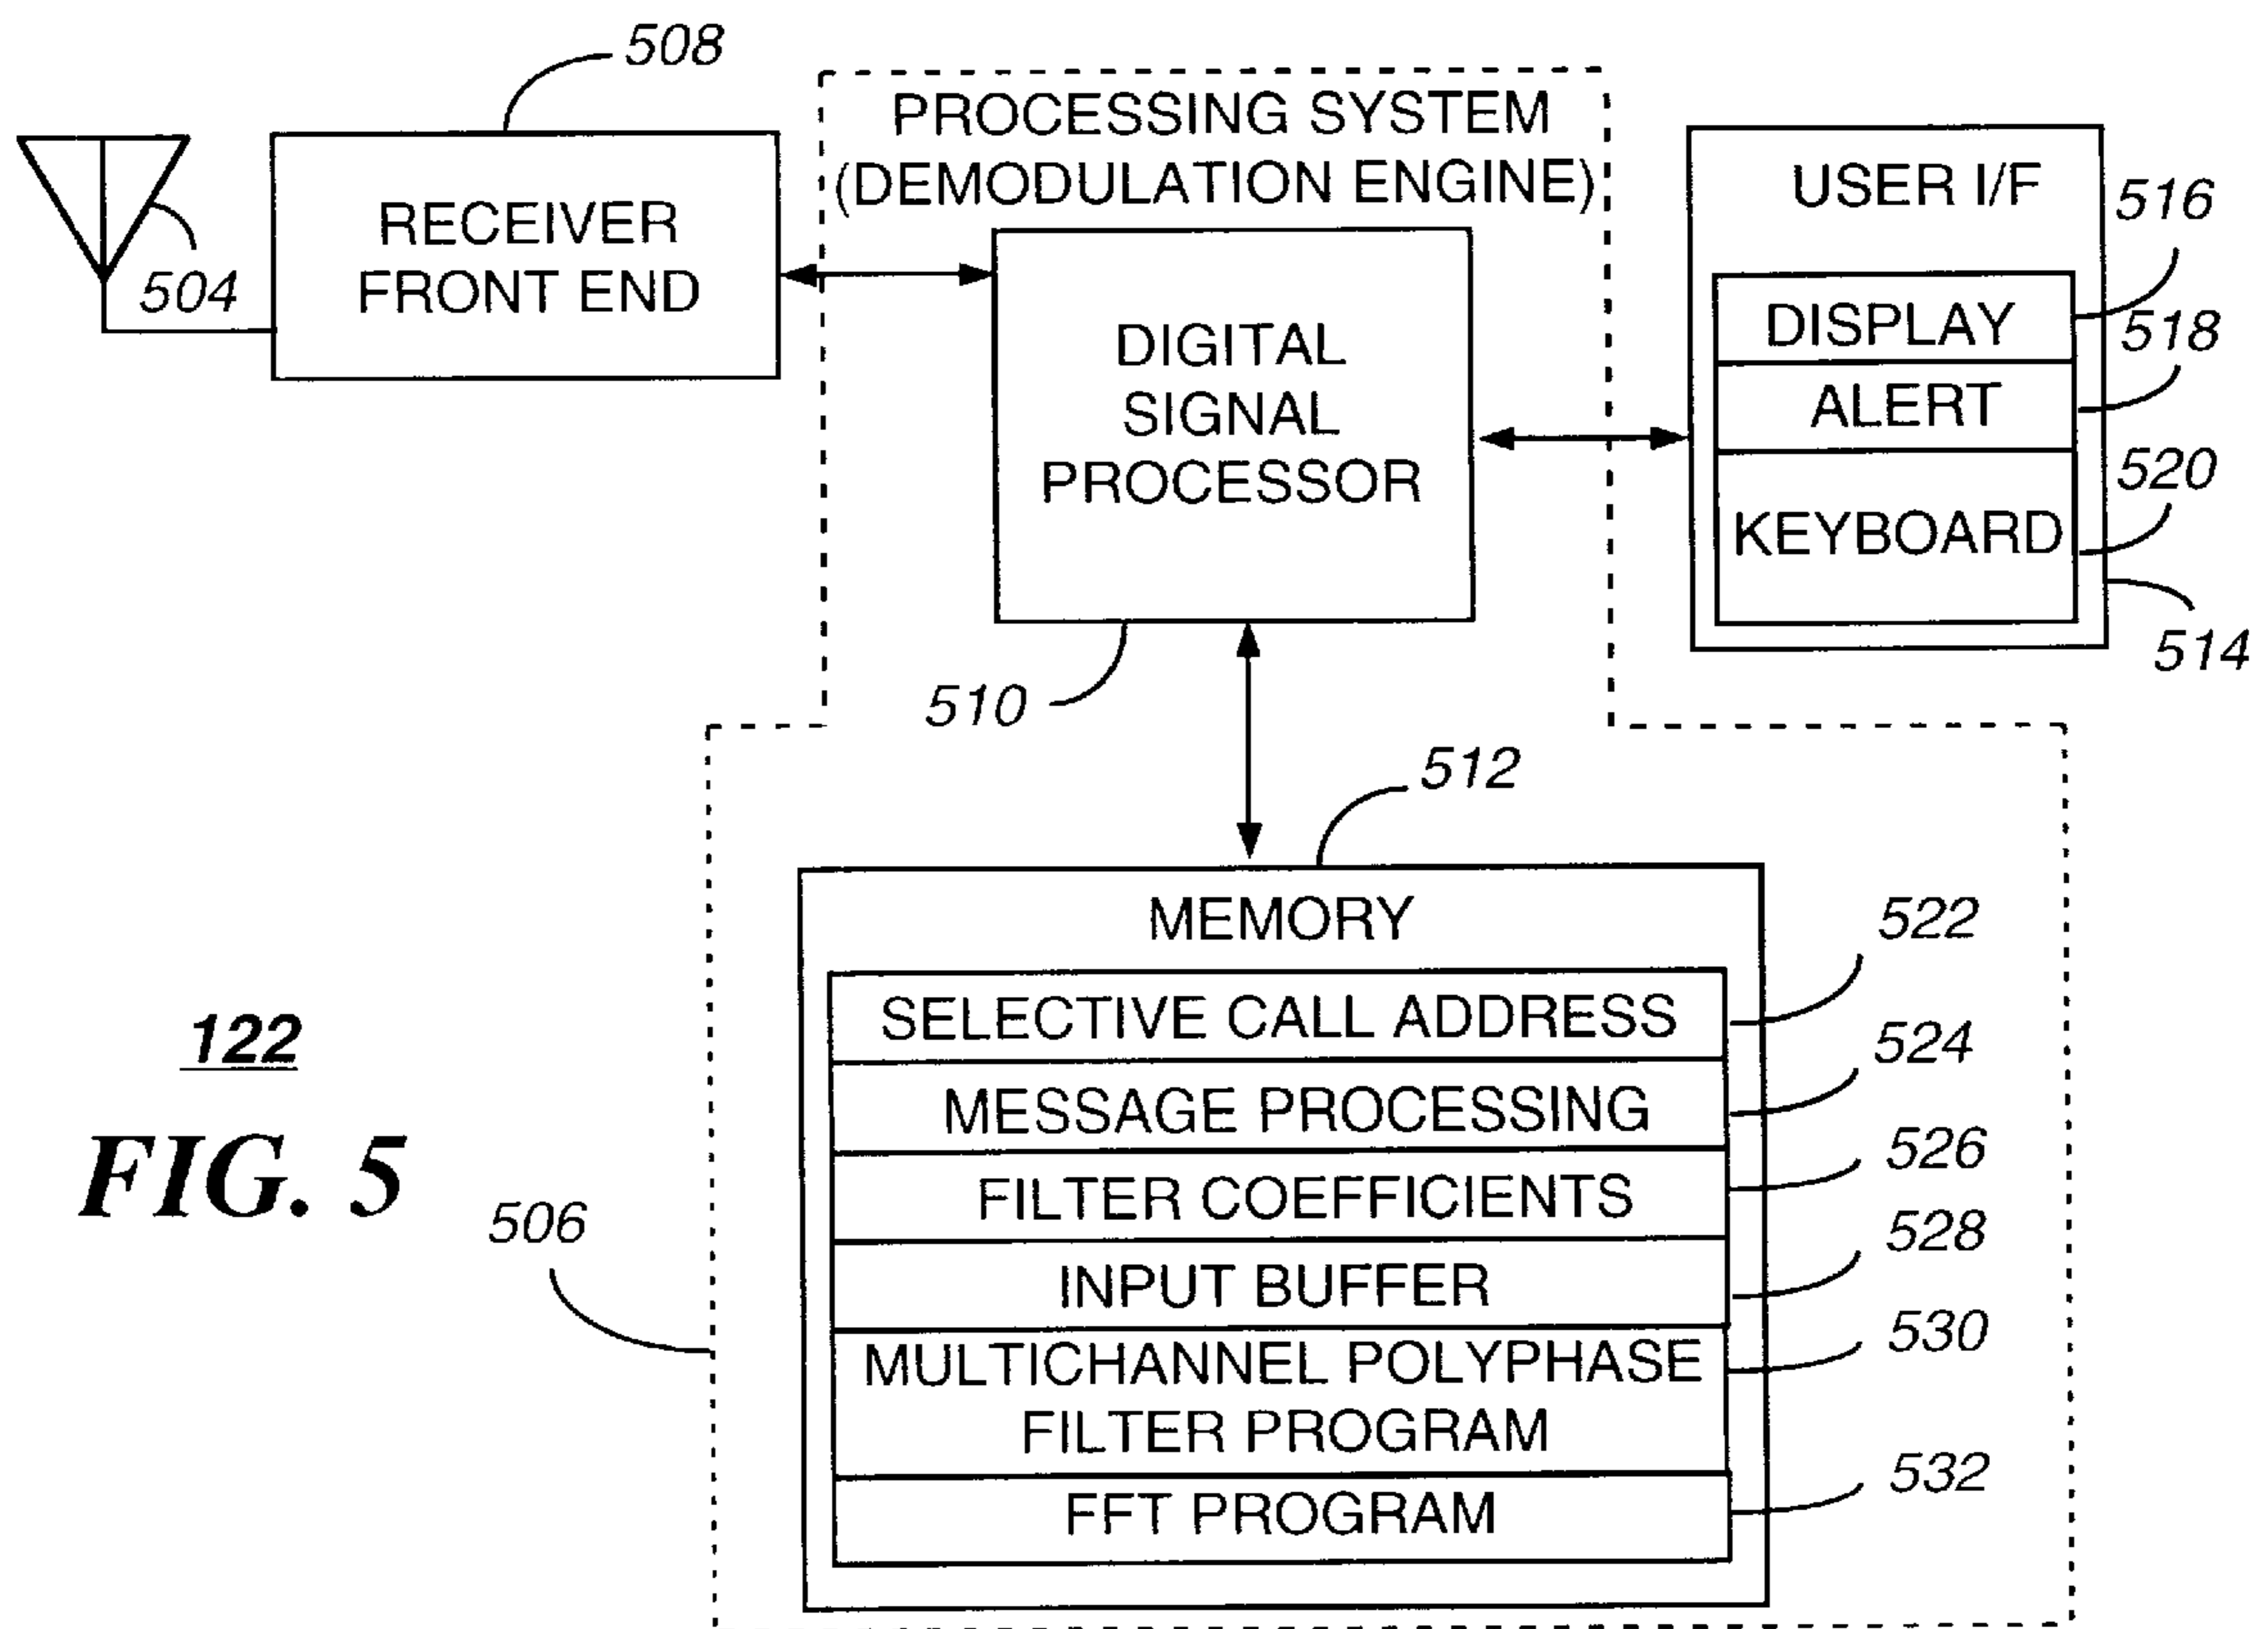 508
PROCESSING SYSTEM
(DEMODULATION ENGINE)
RECEIVER
FRONT END
504
USER I/F
516
DISPLAY
518
ALERT
520
KEYBOARD
514
DIGITAL
SIGNAL
PROCESSOR
510
512
MEMORY
522
SELECTIVE CALL ADDRESS
524
MESSAGE PROCESSING
526
FILTER COEFFICIENTS
528
INPUT BUFFER
530
MULTICHANNEL POLYPHASE
FILTER PROGRAM
532
FFT PROGRAM
506
122
FIG. 5